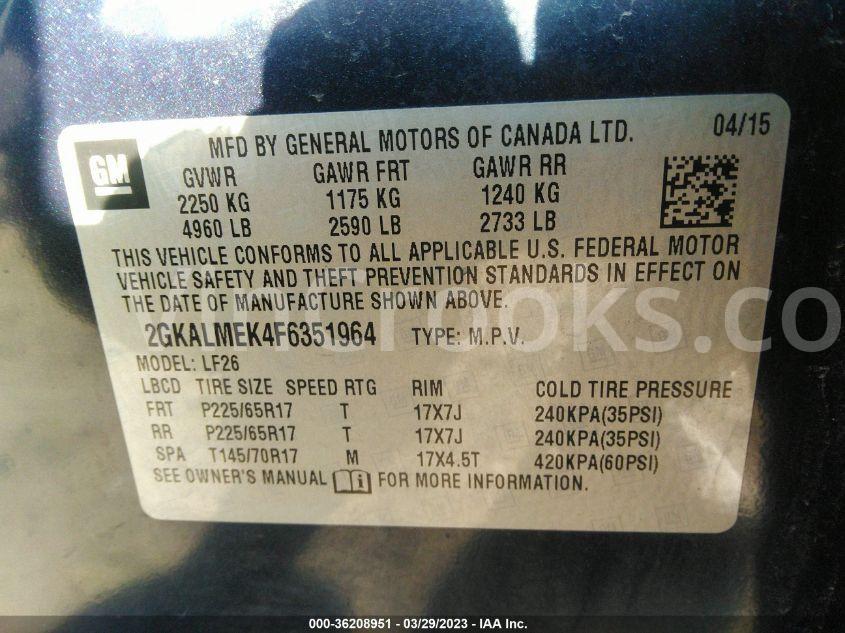 MFD BY GENERAL MOTORS OF CANADA LTD. 04/15
GM
GVWR GAWR FRT GAWR RR
2250 KG 1175 KG 1240 KG
4960 LB 2590 LB 2733 LB
THIS VEHICLE CONFORMS TO ALL APPLICABLE U.S. FEDERAL MOTOR
VEHICLE SAFETY AND THEFT PREVENTION STANDARDS IN EFFECT ON
THE DATE OF MANUFACTURE SHOWN ABOVE.
2GKALMEK4F6351964 TYPE: M.P.V.
MODEL: LF26
LBCD TIRE SIZE SPEED RTG RIM COLD TIRE PRESSURE
FRT P225/65R17 T 17X7J 240KPA(35PSI)
RR P225/65R17 T 17X7J 240KPA(35PSI)
SPA T145/70R17 M 17X4.5T 420KPA(60PSI)
SEE OWNER'S MANUAL FOR MORE INFORMATION.
000-36208951 / 03/29/2023 - IAA Inc.